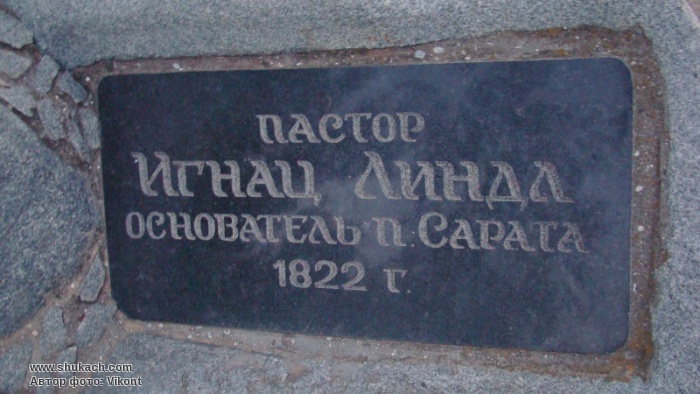 ПАСТОР
ИГНАЦ ЛИНДЛ
ОСНОВАТЕЛЬ П. САРАТА
1822 Г.
www.shukach.com
Автор фото: Vikont